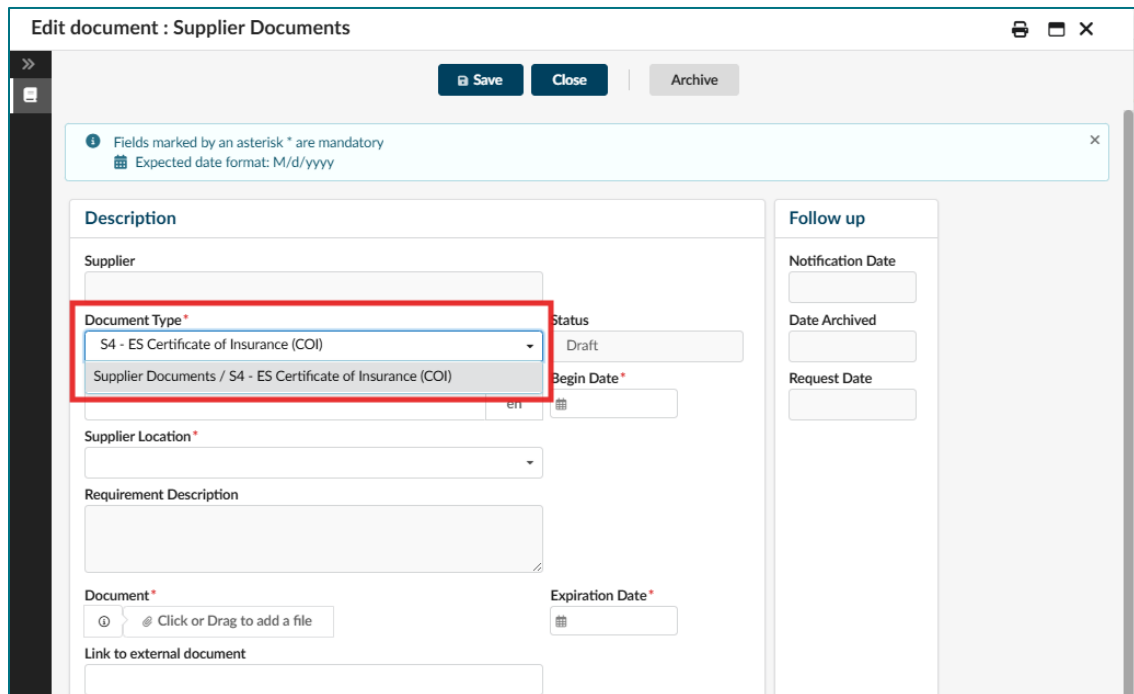 Edit document : Supplier Documents
Save Close Archive
Fields marked by an asterisk * are mandatory
Expected date format: M/d/yyyy
Description
Follow up
Supplier
Notification Date
Document Type*
Status
Date Archived
S4 - ES Certificate of Insurance (COI)
Draft
Supplier Documents / S4 - ES Certificate of Insurance (COI)
Begin Date*
Request Date
en
Supplier Location*
Requirement Description
Document*
Expiration Date*
Click or Drag to add a file
Link to external document